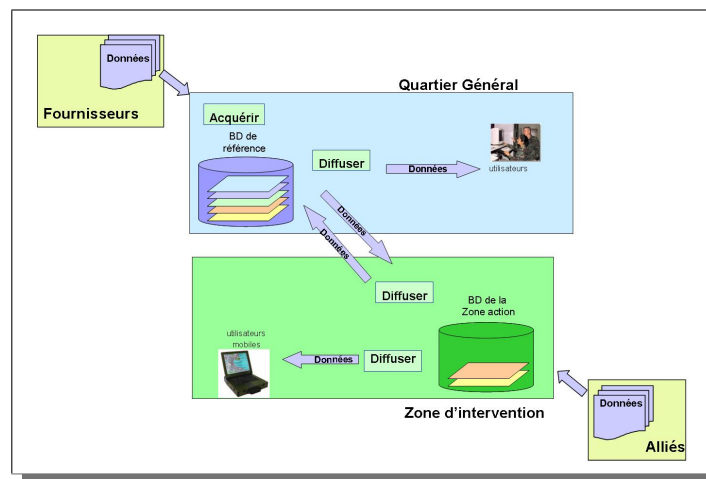 Données
Fournisseurs
Quartier Général
Acquérir
BD de
référence
Diffuser
Données
utilisateurs
Données
Données
Diffuser
BD de la
Zone action
utilisateurs
mobiles
Données
Diffuser
Zone d'intervention
Données
Alliés